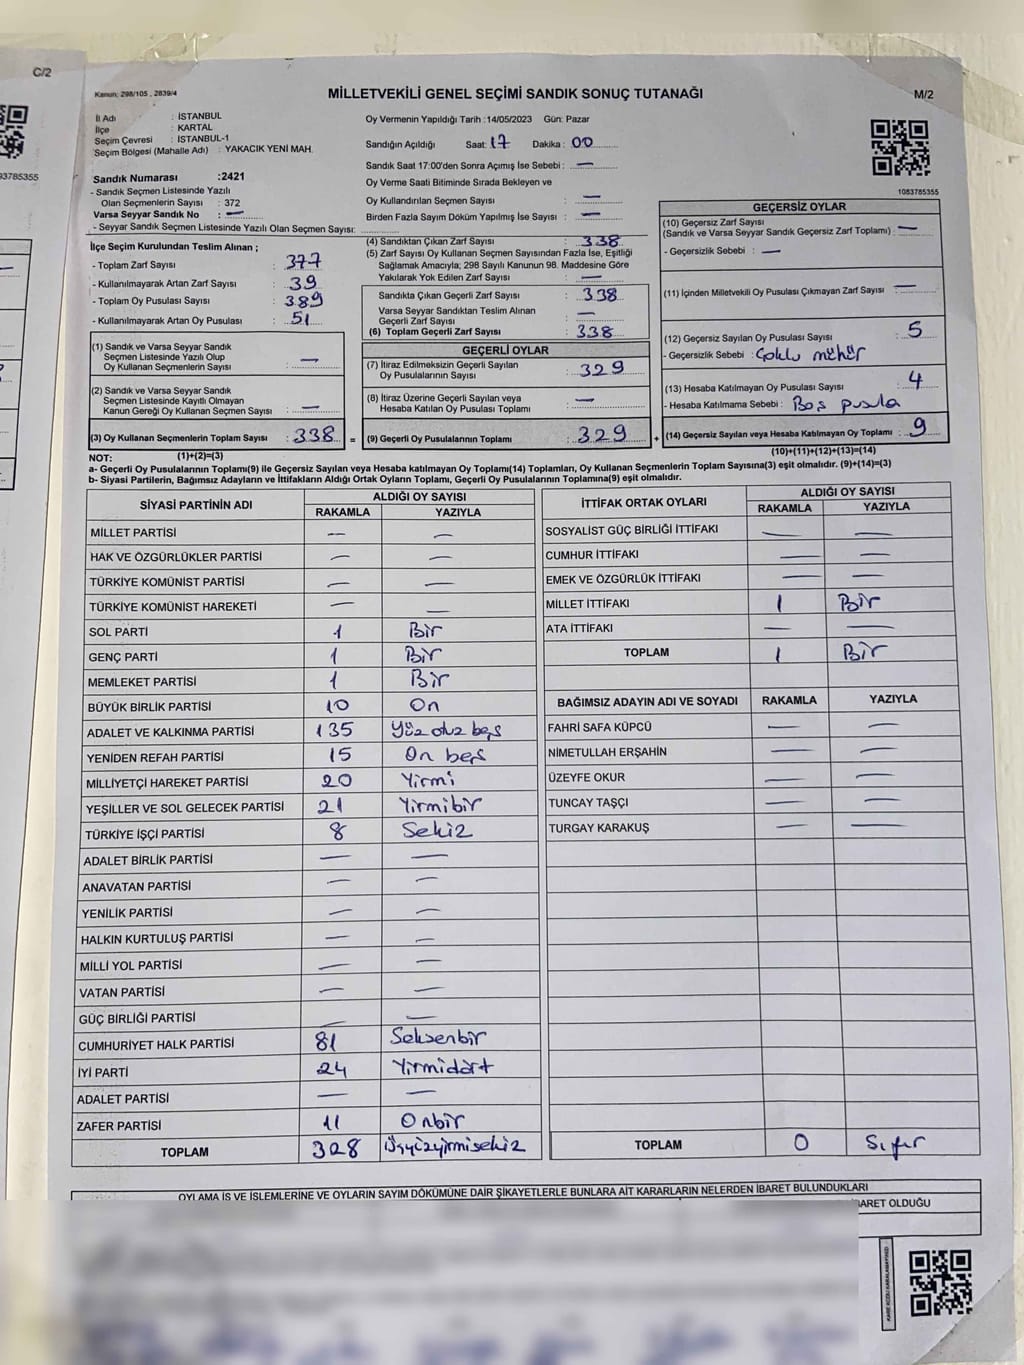 C/2
93785355
Kanun: 298/105 , 2839/4
MİLLETVEKİLİ GENEL SEÇİMİ SANDIK SONUÇ TUTANAĞI
M/2
İl Adı : İSTANBUL
İlçe : KARTAL
Seçim Çevresi : İSTANBUL-1
Seçim Bölgesi (Mahalle Adı) : YAKACIK YENİ MAH.
Sandık Numarası :2421
- Sandık Seçmen Listesinde Yazılı
Olan Seçmenlerin Sayısı : 372
Varsa Seyyar Sandık No : —
- Seyyar Sandık Seçmen Listesinde Yazılı Olan Seçmen Sayısı:
Oy Vermenin Yapıldığı Tarih :14/05/2023 Gün: Pazar
Sandığın Açıldığı Saat: 17 Dakika : 00
Sandık Saat 17:00'den Sonra Açımış İse Sebebi : —
Oy Verme Saati Bitiminde Sırada Bekleyen ve
Oy Kullandırılan Seçmen Sayısı : —
Birden Fazla Sayım Döküm Yapılmış İse Sayısı : —
1083785355
İlçe Seçim Kurulundan Teslim Alınan ;
- Toplam Zarf Sayısı : 377
- Kullanılmayarak Artan Zarf Sayısı : 39
- Toplam Oy Pusulası Sayısı : 389
- Kullanılmayarak Artan Oy Pusulası : 51
(1) Sandık ve Varsa Seyyar Sandık
Seçmen Listesinde Yazılı Olup
Oy Kullanan Seçmenlerin Sayısı : —
(2) Sandık ve Varsa Seyyar Sandık
Seçmen Listesinde Kayıtlı Olmayan
Kanun Gereği Oy Kullanan Seçmen Sayısı : —
(3) Oy Kullanan Seçmenlerin Toplam Sayısı : 338 =
(4) Sandıktan Çıkan Zarf Sayısı : 338
(5) Zarf Sayısı Oy Kullanan Seçmen Sayısından Fazla İse, Eşitliği
Sağlamak Amacıyla; 298 Sayılı Kanunun 98. Maddesine Göre
Yakılarak Yok Edilen Zarf Sayısı : —
Sandıkta Çıkan Geçerli Zarf Sayısı : 338
Varsa Seyyar Sandıktan Teslim Alınan
Geçerli Zarf Sayısı : —
(6) Toplam Geçerli Zarf Sayısı : 338
GEÇERLİ OYLAR
(7) İtiraz Edilmeksizin Geçerli Sayılan
Oy Pusulalarının Sayısı : 329
(8) İtiraz Üzerine Geçerli Sayılan veya
Hesaba Katılan Oy Pusulası Toplamı : —
(9) Geçerli Oy Pusulalarının Toplamı : 329 +
GEÇERSİZ OYLAR
(10) Geçersiz Zarf Sayısı
(Sandık ve Varsa Seyyar Sandık Geçersiz Zarf Toplamı) : —
- Geçersizlik Sebebi : —
(11) İçinden Milletvekili Oy Pusulası Çıkmayan Zarf Sayısı : —
(12) Geçersiz Sayılan Oy Pusulası Sayısı : 5
- Geçersizlik Sebebi : Çoklu mühür
(13) Hesaba Katılmayan Oy Pusulası Sayısı : 4
- Hesaba Katılmama Sebebi : Boş pusula
(14) Geçersiz Sayılan veya Hesaba Katılmayan Oy Toplamı : 9
NOT: (1)+(2)=(3)
(10)+(11)+(12)+(13)=(14)
a- Geçerli Oy Pusulalarının Toplamı(9) ile Geçersiz Sayılan veya Hesaba katılmayan Oy Toplamı(14) Toplamları, Oy Kullanan Seçmenlerin Toplam Sayısına(3) eşit olmalıdır. (9)+(14)=(3)
b- Siyasi Partilerin, Bağımsız Adayların ve İttifakların Aldığı Ortak Oyların Toplamı, Geçerli Oy Pusulalarının Toplamına(9) eşit olmalıdır.
SİYASİ PARTİNİN ADI ALDIĞI OY SAYISI
RAKAMLA YAZIYLA
MİLLET PARTİSİ — —
HAK VE ÖZGÜRLÜKLER PARTİSİ — —
TÜRKİYE KOMÜNİST PARTİSİ — —
TÜRKİYE KOMÜNİST HAREKETİ — —
SOL PARTİ 1 Bir
GENÇ PARTİ 1 Bir
MEMLEKET PARTİSİ 1 Bir
BÜYÜK BİRLİK PARTİSİ 10 On
ADALET VE KALKINMA PARTİSİ 135 Yüz otuz beş
YENİDEN REFAH PARTİSİ 15 On beş
MİLLİYETÇİ HAREKET PARTİSİ 20 Yirmi
YEŞİLLER VE SOL GELECEK PARTİSİ 21 Yirmibir
TÜRKİYE İŞÇİ PARTİSİ 8 Sekiz
ADALET BİRLİK PARTİSİ — —
ANAVATAN PARTİSİ — —
YENİLİK PARTİSİ — —
HALKIN KURTULUŞ PARTİSİ — —
MİLLİ YOL PARTİSİ — —
VATAN PARTİSİ — —
GÜÇ BİRLİĞİ PARTİSİ — —
CUMHURİYET HALK PARTİSİ 81 Seksenbir
İYİ PARTİ 24 Yirmidört
ADALET PARTİSİ — —
ZAFER PARTİSİ 11 Onbir
TOPLAM 328 Üçyüzyirmisekiz
İTTİFAK ORTAK OYLARI ALDIĞI OY SAYISI
RAKAMLA YAZIYLA
SOSYALİST GÜÇ BİRLİĞİ İTTİFAKI — —
CUMHUR İTTİFAKI — —
EMEK VE ÖZGÜRLÜK İTTİFAKI — —
MİLLET İTTİFAKI 1 Bir
ATA İTTİFAKI — —
TOPLAM 1 Bir
BAĞIMSIZ ADAYIN ADI VE SOYADI RAKAMLA YAZIYLA
FAHRİ SAFA KÜPCÜ — —
NİMETULLAH ERŞAHİN — —
ÜZEYFE OKUR — —
TUNCAY TAŞÇI — —
TURGAY KARAKUŞ — —
TOPLAM 0 Sıfır
OYLAMA İŞ VE İŞLEMLERİNE VE OYLARIN SAYIM DÖKÜMÜNE DAİR ŞİKAYETLERLE BUNLARA AİT KARARLARIN NELERDEN İBARET BULUNDUKLARI
BARET OLDUĞU